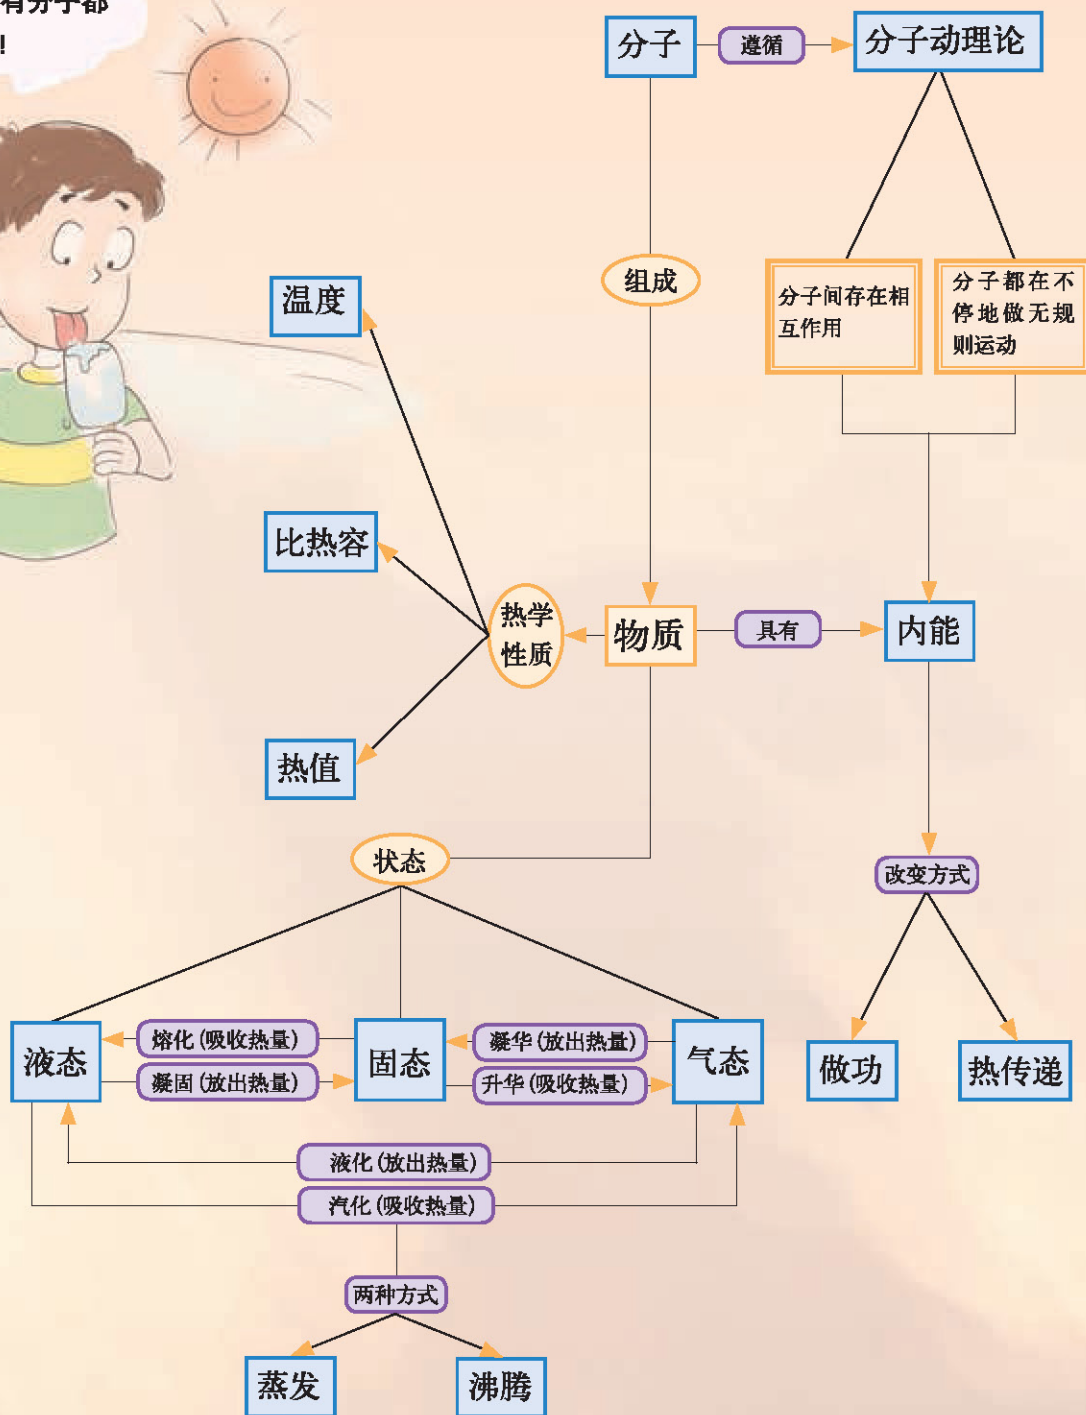 有分子都
!
分子
遵循
分子动理论
组成
分子间存在相
互作用
分子都在不
停地做无规
则运动
温度
比热容
热学
性质
物质
具有
内能
热值
状态
改变方式
液态
熔化(吸收热量)
凝固(放出热量)
固态
凝华(放出热量)
升华(吸收热量)
气态
做功
热传递
液化(放出热量)
汽化(吸收热量)
两种方式
蒸发
沸腾